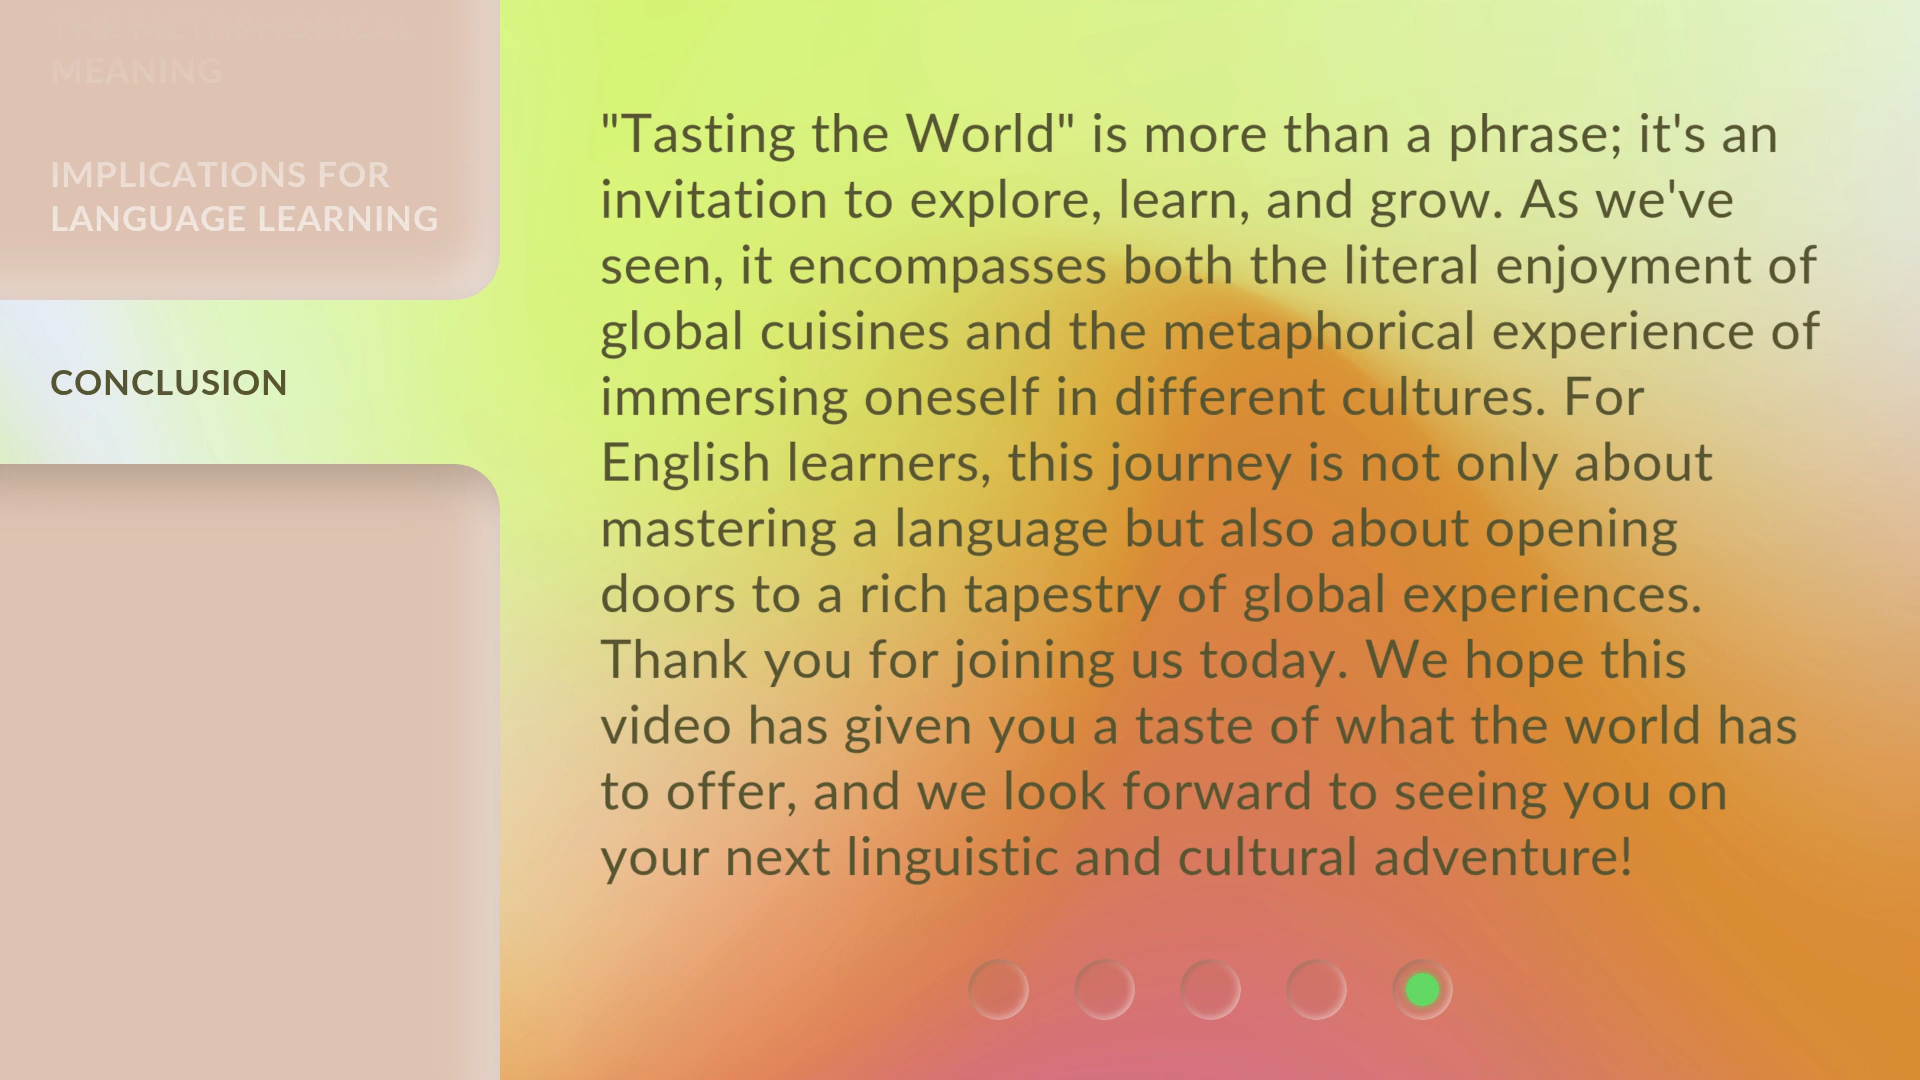 THE METAPHORICAL
MEANING
IMPLICATIONS FOR
LANGUAGE LEARNING
CONCLUSION
"Tasting the World" is more than a phrase; it's an
invitation to explore, learn, and grow. As we've
seen, it encompasses both the literal enjoyment of
global cuisines and the metaphorical experience of
immersing oneself in different cultures. For
English learners, this journey is not only about
mastering a language but also about opening
doors to a rich tapestry of global experiences.
Thank you for joining us today. We hope this
video has given you a taste of what the world has
to offer, and we look forward to seeing you on
your next linguistic and cultural adventure!